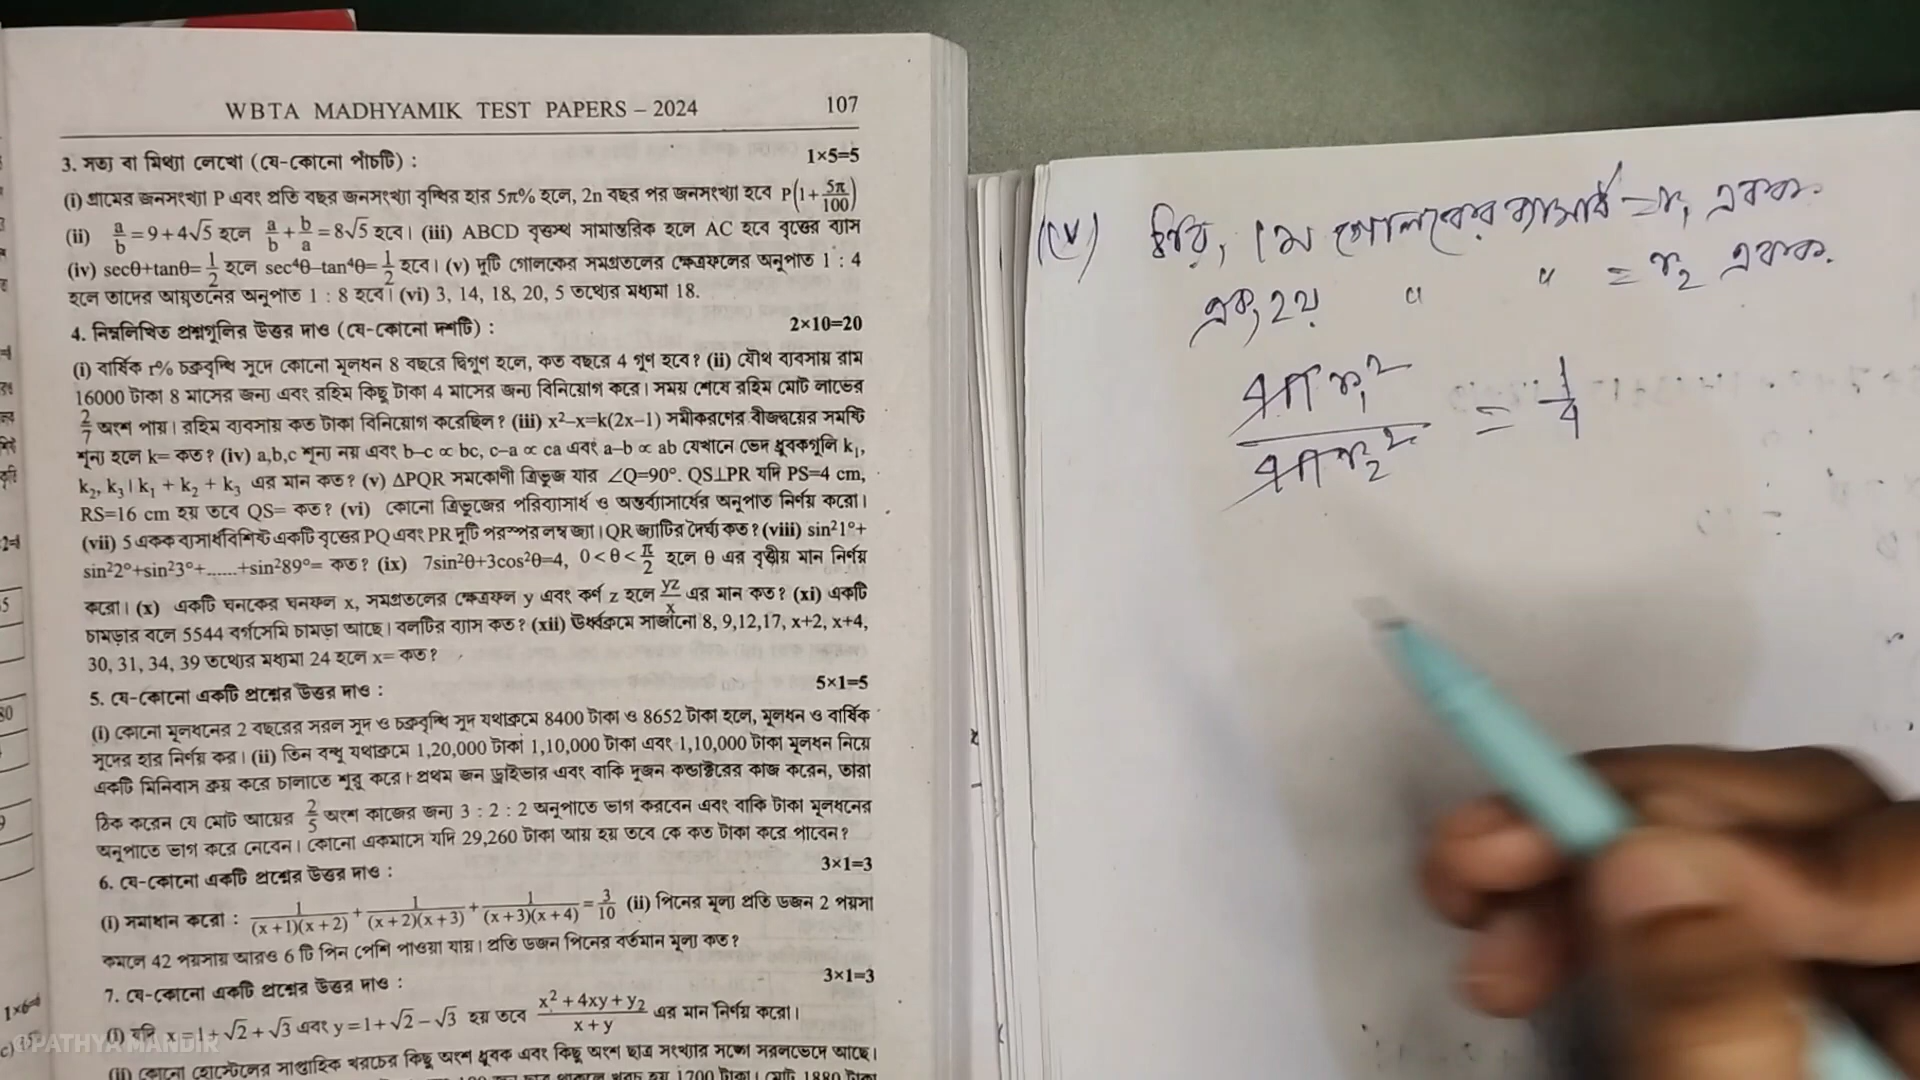 WBTA MADHYAMIK TEST PAPERS – 2024 107
3. সত্য বা মিথ্যা লেখো (যে-কোনো পাঁচটি) : 1×5=5
(i) গ্রামের জনসংখ্যা P এবং প্রতি বছর জনসংখ্যা বৃদ্ধির হার 5π% হলে, 2n বছর পর জনসংখ্যা হবে P(1+5π/100)
(ii) a/b=9+4√5 হলে a/b+b/a=8√5 হবে। (iii) ABCD বৃত্তস্থ সামান্তরিক হলে AC হবে বৃত্তের ব্যাস
(iv) secθ+tanθ=1/2 হলে sec⁴θ–tan⁴θ=1/2 হবে। (v) দুটি গোলকের সমগ্রতলের ক্ষেত্রফলের অনুপাত 1 : 4
হলে তাদের আয়তনের অনুপাত 1 : 8 হবে। (vi) 3, 14, 18, 20, 5 তথ্যের মধ্যমা 18.
4. নিম্নলিখিত প্রশ্নগুলির উত্তর দাও (যে-কোনো দশটি) : 2×10=20
(i) বার্ষিক r% চক্রবৃদ্ধি সুদে কোনো মূলধন 8 বছরে দ্বিগুণ হলে, কত বছরে 4 গুণ হবে? (ii) যৌথ ব্যবসায় রাম
16000 টাকা 8 মাসের জন্য এবং রহিম কিছু টাকা 4 মাসের জন্য বিনিয়োগ করে। সময় শেষে রহিম মোট লাভের
2/7 অংশ পায়। রহিম ব্যবসায় কত টাকা বিনিয়োগ করেছিল? (iii) x²–x=k(2x–1) সমীকরণের বীজদ্বয়ের সমষ্টি
শূন্য হলে k= কত? (iv) a,b,c শূন্য নয় এবং b–c ∝ bc, c–a ∝ ca এবং a–b ∝ ab যেখানে ভেদ ধ্রুবকগুলি k₁,
k₂, k₃। k₁ + k₂ + k₃ এর মান কত? (v) ΔPQR সমকোণী ত্রিভুজ যার ∠Q=90°. QS⊥PR যদি PS=4 cm,
RS=16 cm হয় তবে QS= কত? (vi) কোনো ত্রিভুজের পরিব্যাসার্ধ ও অন্তর্ব্যাসার্ধের অনুপাত নির্ণয় করো।
(vii) 5 একক ব্যাসার্ধবিশিষ্ট একটি বৃত্তের PQ এবং PR দুটি পরস্পর লম্ব জ্যা। QR জ্যাটির দৈর্ঘ্য কত? (viii) sin²1°+
sin²2°+sin²3°+......+sin²89°= কত? (ix) 7sin²θ+3cos²θ=4, 0<θ<π/2 হলে θ এর বৃত্তীয় মান নির্ণয়
করো। (x) একটি ঘনকের ঘনফল x, সমগ্রতলের ক্ষেত্রফল y এবং কর্ণ z হলে yz/x এর মান কত? (xi) একটি
চামড়ার বলে 5544 বর্গসেমি চামড়া আছে। বলটির ব্যাস কত? (xii) ঊর্ধ্বক্রমে সাজানো 8, 9,12,17, x+2, x+4,
30, 31, 34, 39 তথ্যের মধ্যমা 24 হলে x= কত?
5. যে-কোনো একটি প্রশ্নের উত্তর দাও : 5×1=5
(i) কোনো মূলধনের 2 বছরের সরল সুদ ও চক্রবৃদ্ধি সুদ যথাক্রমে 8400 টাকা ও 8652 টাকা হলে, মূলধন ও বার্ষিক
সুদের হার নির্ণয় কর। (ii) তিন বন্ধু যথাক্রমে 1,20,000 টাকা 1,10,000 টাকা এবং 1,10,000 টাকা মূলধন নিয়ে
একটি মিনিবাস ক্রয় করে চালাতে শুরু করে। প্রথম জন ড্রাইভার এবং বাকি দুজন কন্ডাক্টরের কাজ করেন, তারা
ঠিক করেন যে মোট আয়ের 2/5 অংশ কাজের জন্য 3 : 2 : 2 অনুপাতে ভাগ করবেন এবং বাকি টাকা মূলধনের
অনুপাতে ভাগ করে নেবেন। কোনো একমাসে যদি 29,260 টাকা আয় হয় তবে কে কত টাকা করে পাবেন?
6. যে-কোনো একটি প্রশ্নের উত্তর দাও : 3×1=3
(i) সমাধান করো : 1/(x+1)(x+2)+1/(x+2)(x+3)+1/(x+3)(x+4)=3/10 (ii) পিনের মূল্য প্রতি ডজন 2 পয়সা
কমলে 42 পয়সায় আরও 6 টি পিন পেশি পাওয়া যায়। প্রতি ডজন পিনের বর্তমান মূল্য কত?
7. যে-কোনো একটি প্রশ্নের উত্তর দাও : 3×1=3
(i) যদি x=1+√2+√3 এবং y=1+√2–√3 হয় তবে x²+4xy+y₂/x+y এর মান নির্ণয় করো।
(ii) কোনো হোস্টেলের সাপ্তাহিক খরচের কিছু অংশ ধ্রুবক এবং কিছু অংশ ছাত্র সংখ্যার সঙ্গে সরলভেদে আছে।
©PATHYA MANDIR
(v) ধরি, ১ম গোলকের ব্যাসার্ধ = r₁ একক.
এবং ২য় " " = r₂ একক.
4πr₁²/4πr₂² = 1/4